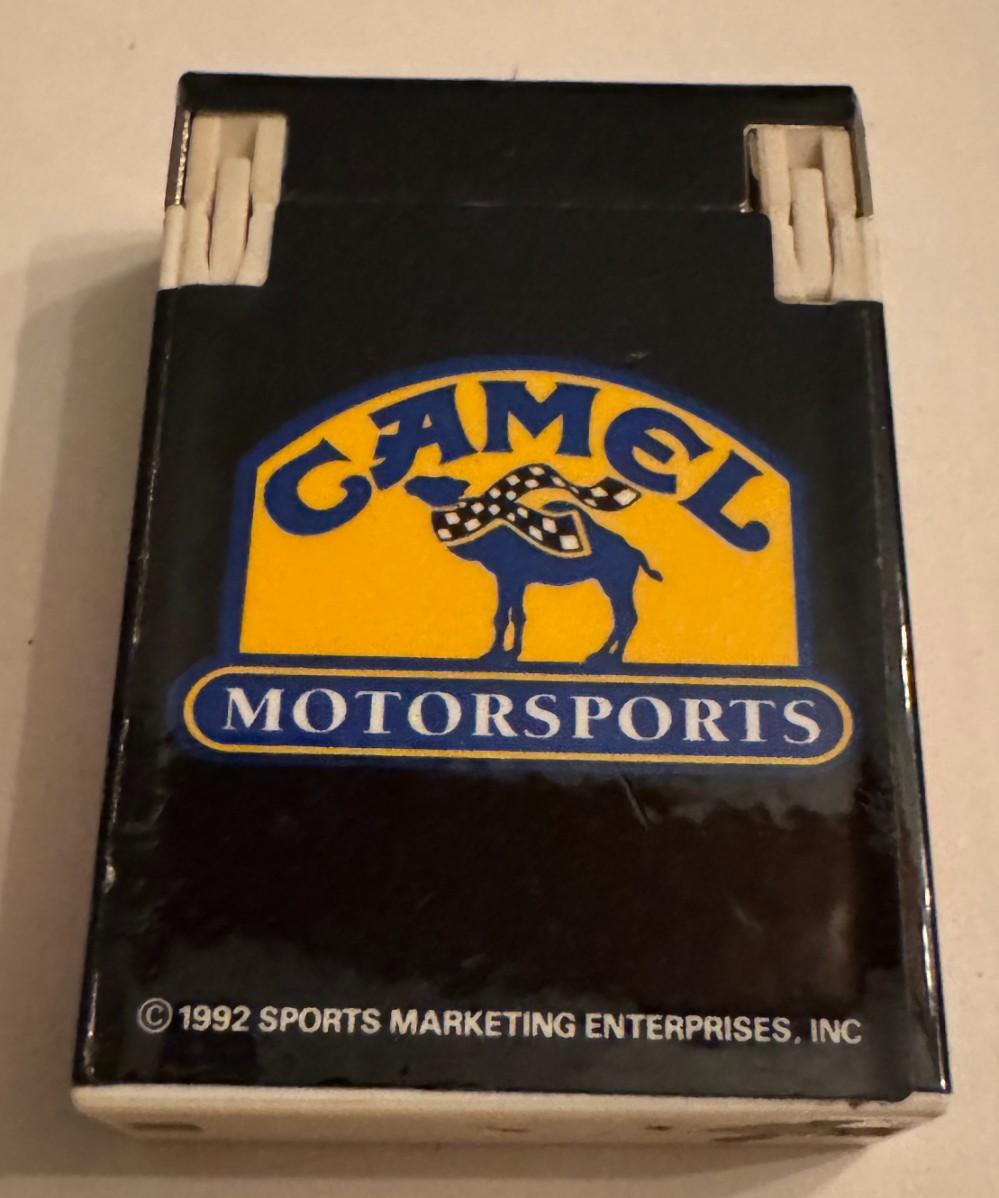 CAMEL
MOTORSPORTS
© 1992 SPORTS MARKETING ENTERPRISES, INC